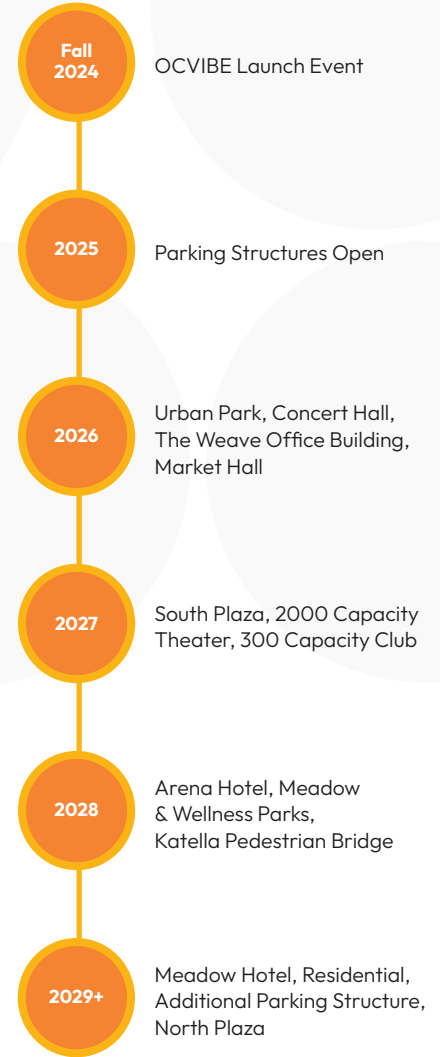 Fall
2024
OCVIBE Launch Event
2025
Parking Structures Open
2026
Urban Park, Concert Hall,
The Weave Office Building,
Market Hall
2027
South Plaza, 2000 Capacity
Theater, 300 Capacity Club
2028
Arena Hotel, Meadow
& Wellness Parks,
Katella Pedestrian Bridge
2029+
Meadow Hotel, Residential,
Additional Parking Structure,
North Plaza